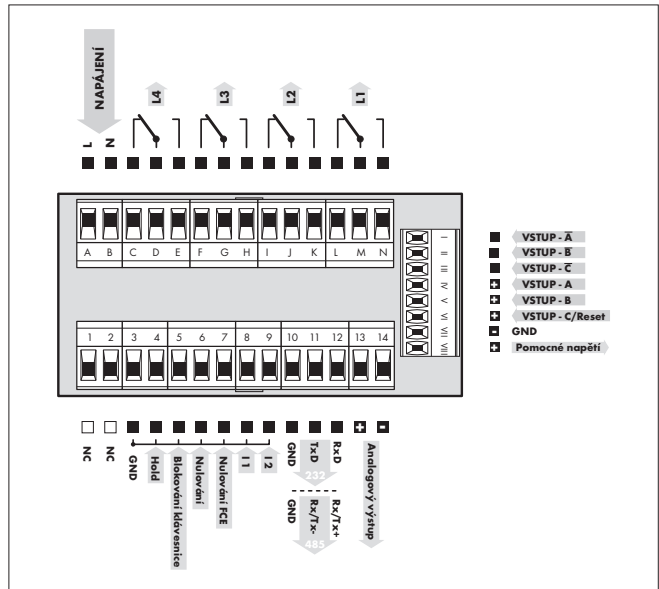 NAPÁJENÍ
L4
L3
L2
L1
L
N
A B C D E F G H I J K L M N
I
II
III
IV
V
VI
VII
VIII
VSTUP - A̅
VSTUP - B̅
VSTUP - C̅
VSTUP - A
VSTUP - B
VSTUP - C/Reset
GND
Pomocné napětí
1 2 3 4 5 6 7 8 9 10 11 12 13 14
+
-
NC
NC
GND
Hold
Blokování klávesnice
Nulování
Nulování FCE
I 1
I 2
GND
TxD
RxD
232
GND
Rx/Tx-
Rx/Tx+
485
Analogový výstup